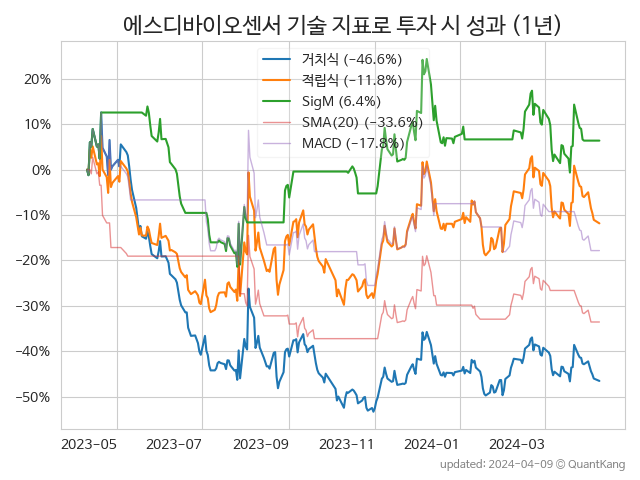 에스디바이오센서 기술 지표로 투자 시 성과 (1년)
거치식 (−46.6%)
적립식 (−11.8%)
SigM (6.4%)
SMA(20) (−33.6%)
MACD (−17.8%)
20%
10%
0%
−10%
−20%
−30%
−40%
−50%
2023-05 2023-07 2023-09 2023-11 2024-01 2024-03
updated: 2024-04-09 © QuantKang